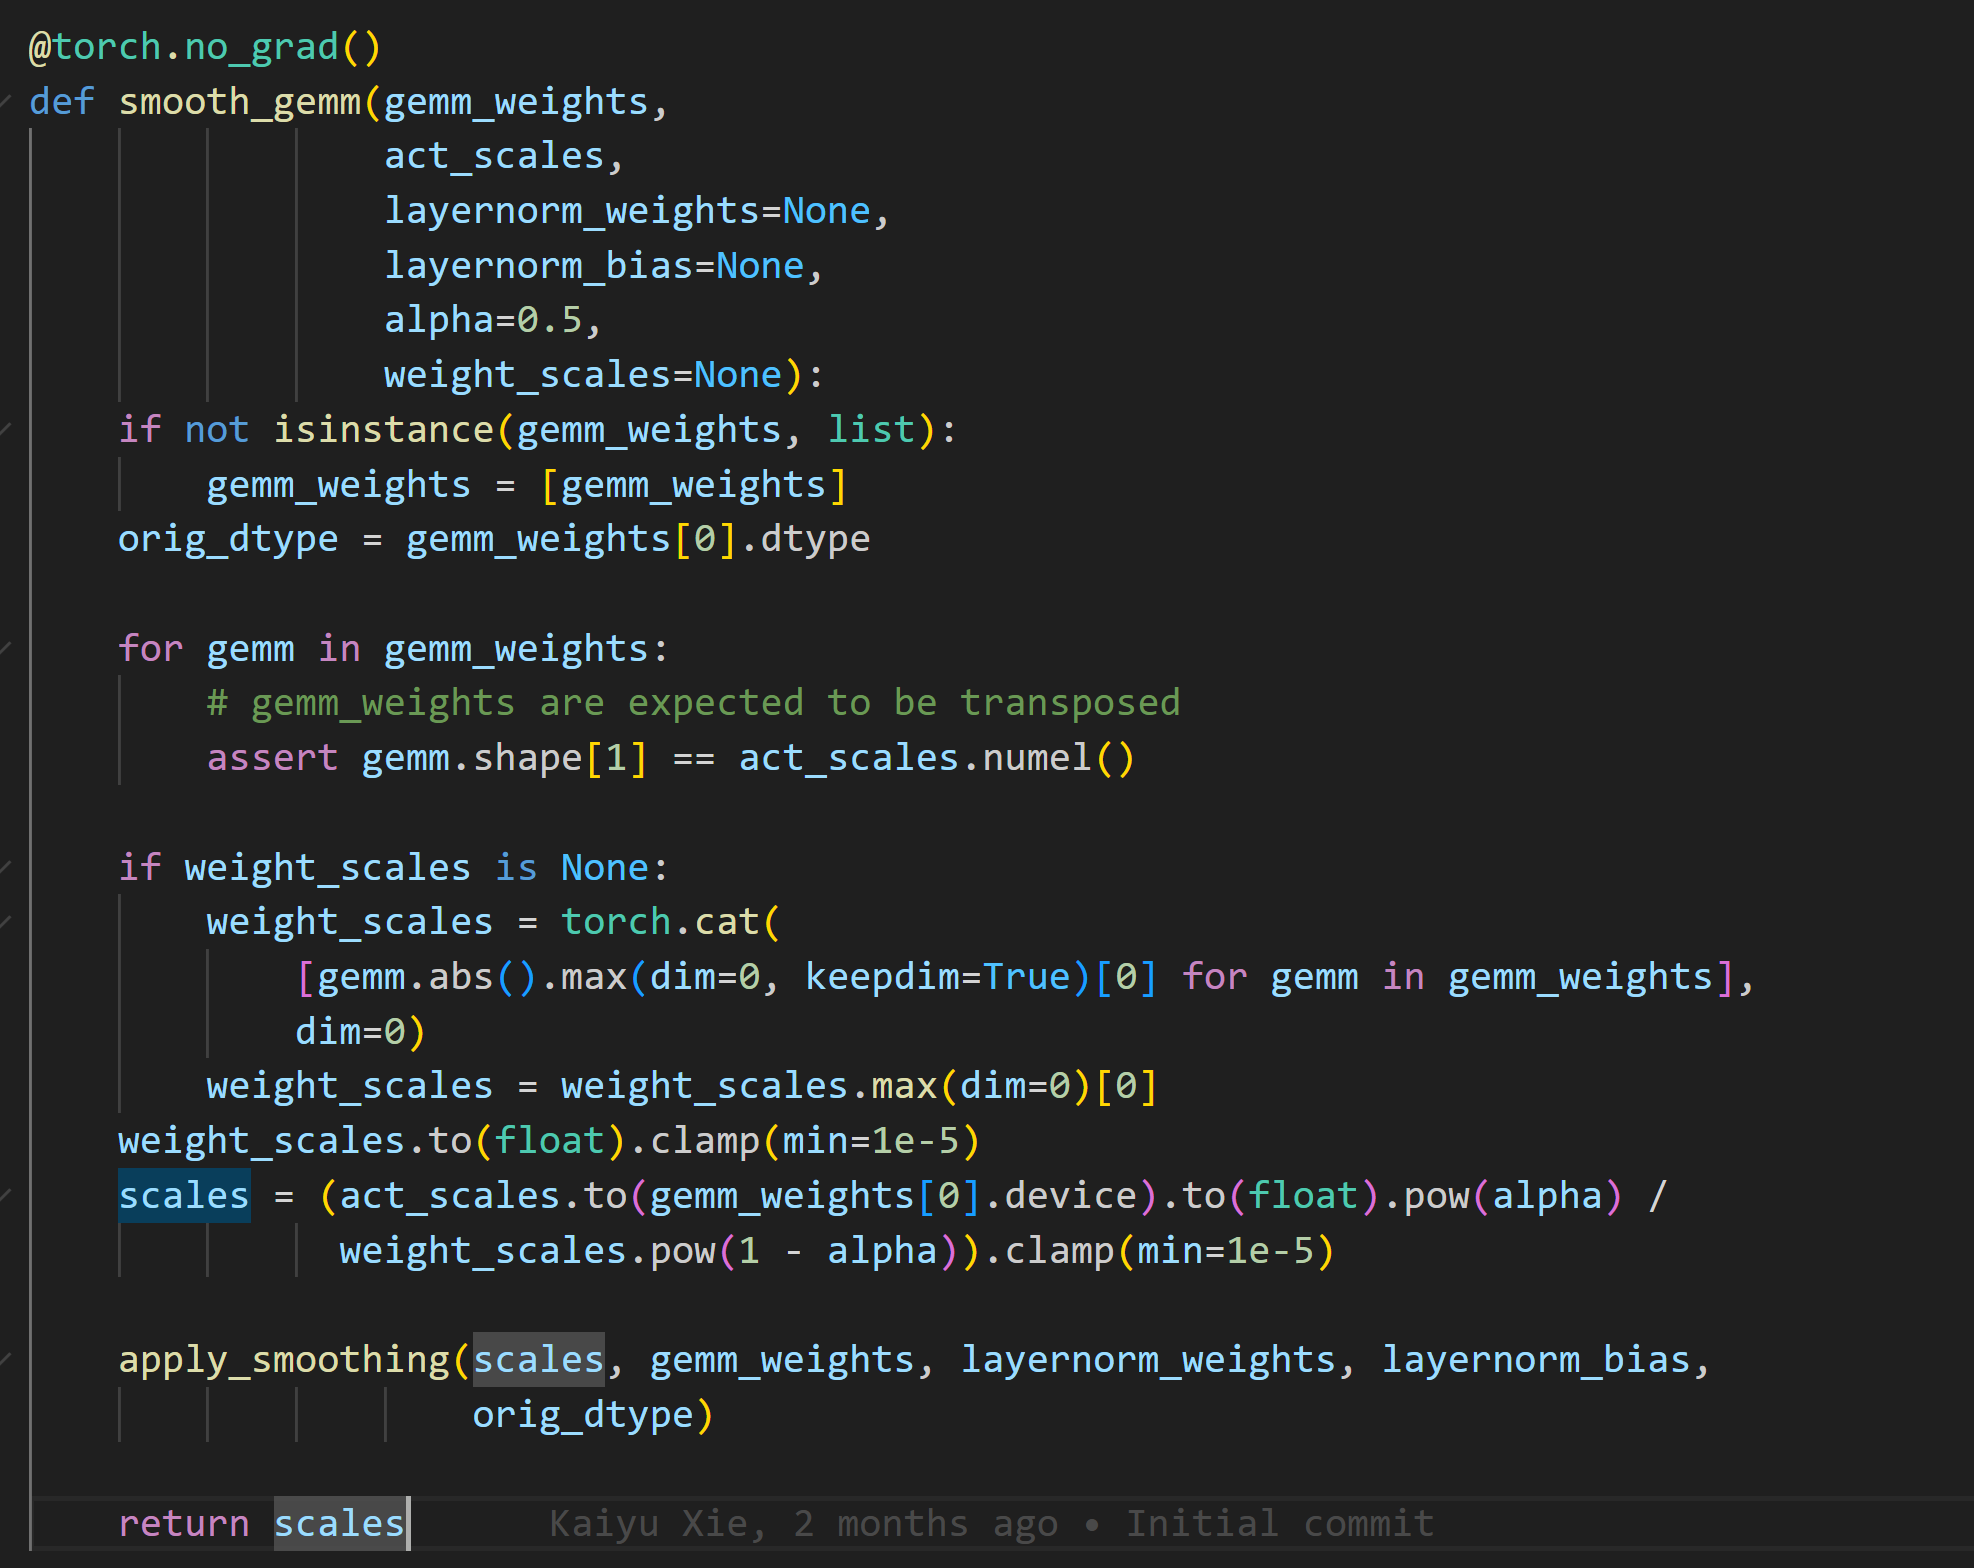 @torch.no_grad()
def smooth_gemm(gemm_weights,
                act_scales,
                layernorm_weights=None,
                layernorm_bias=None,
                alpha=0.5,
                weight_scales=None):
    if not isinstance(gemm_weights, list):
        gemm_weights = [gemm_weights]
    orig_dtype = gemm_weights[0].dtype

    for gemm in gemm_weights:
        # gemm_weights are expected to be transposed
        assert gemm.shape[1] == act_scales.numel()

    if weight_scales is None:
        weight_scales = torch.cat(
            [gemm.abs().max(dim=0, keepdim=True)[0] for gemm in gemm_weights],
            dim=0)
        weight_scales = weight_scales.max(dim=0)[0]
    weight_scales.to(float).clamp(min=1e-5)
    scales = (act_scales.to(gemm_weights[0].device).to(float).pow(alpha) /
              weight_scales.pow(1 - alpha)).clamp(min=1e-5)

    apply_smoothing(scales, gemm_weights, layernorm_weights, layernorm_bias,
                    orig_dtype)

    return scales      Kaiyu Xie, 2 months ago • Initial commit